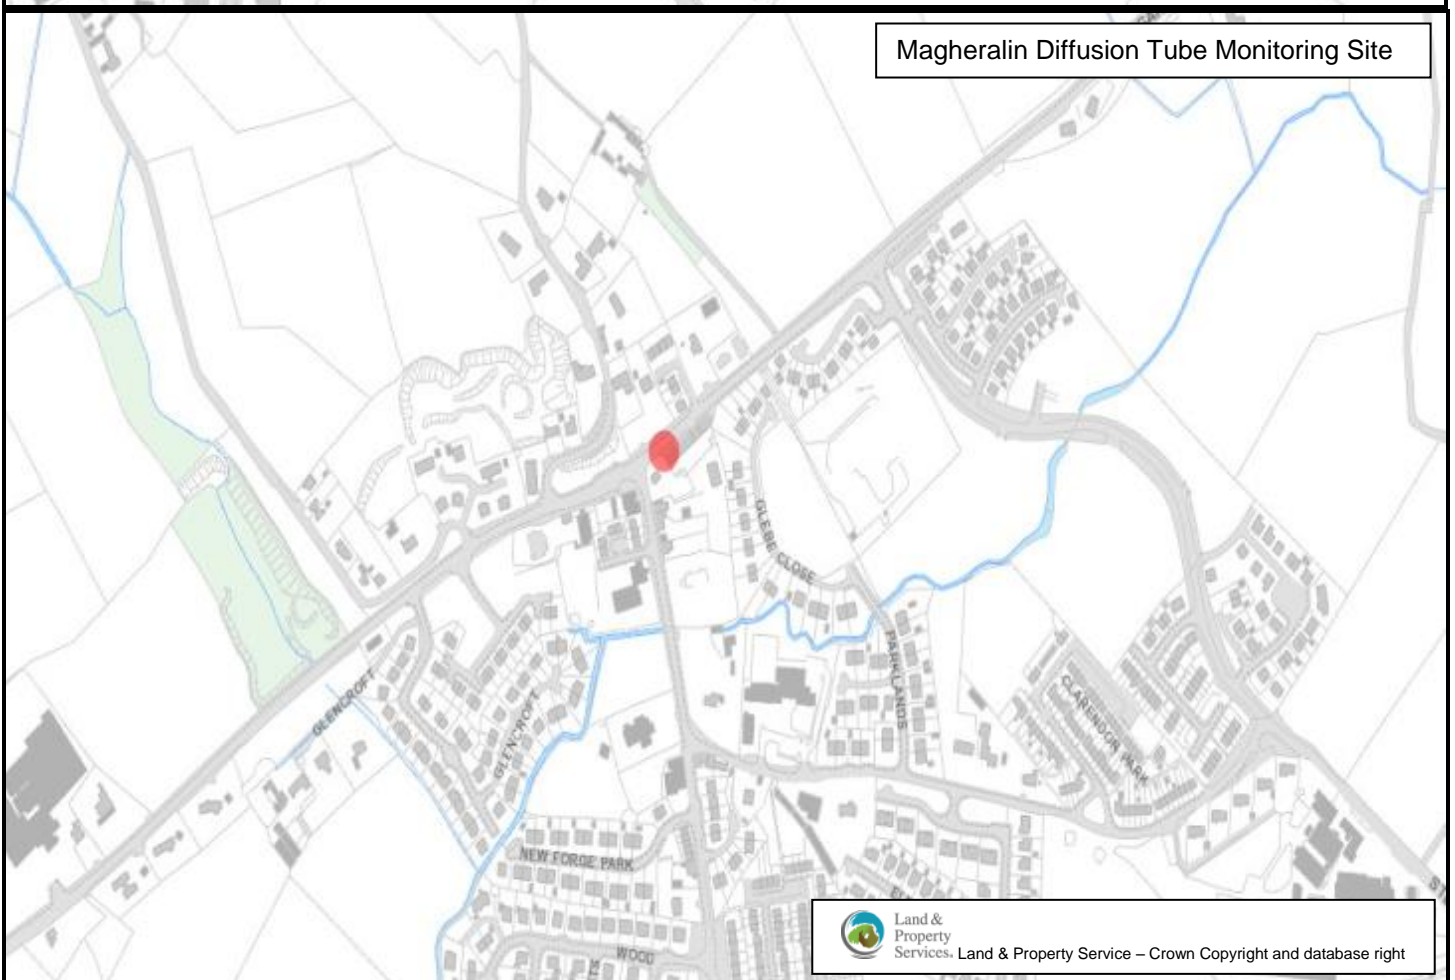 Magheralin Diffusion Tube Monitoring Site
GLEBE CLOSE
PARKLANDS
GLENCROFT
GLENCROFT
CLARENDON PARK
NEW FORGE PARK
WOOD
Land &
Property
Services.
Land & Property Service – Crown Copyright and database right